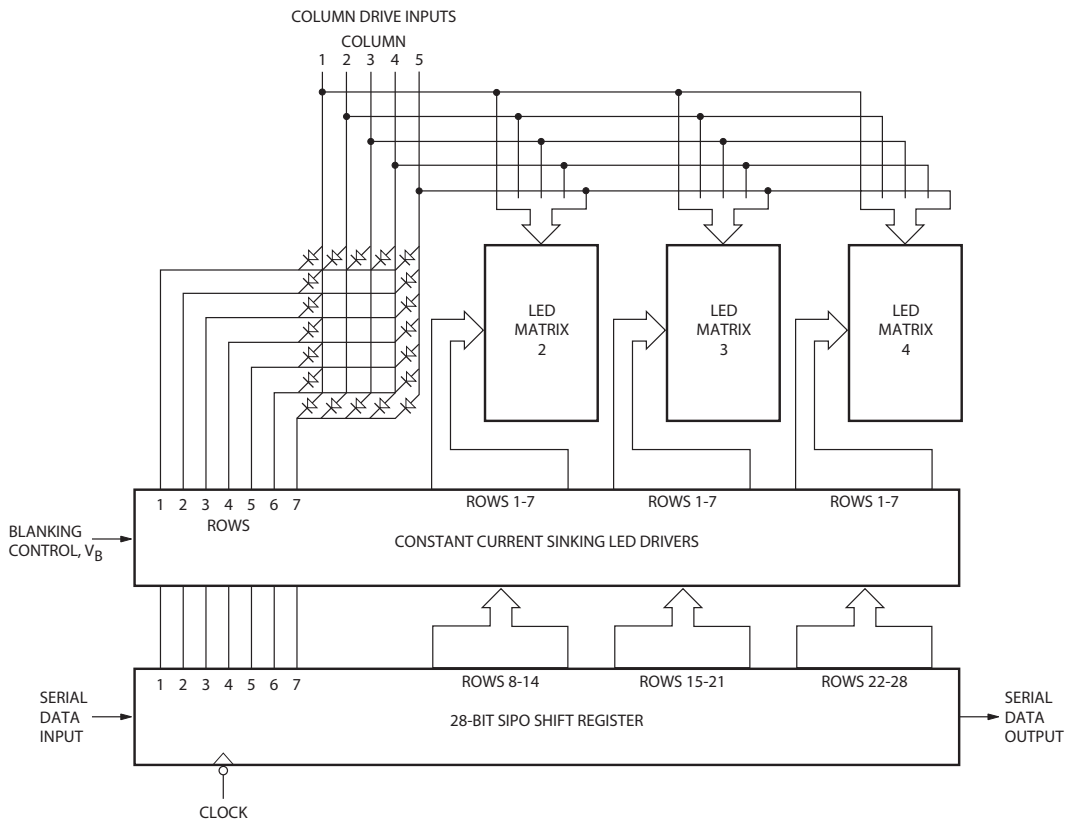 COLUMN DRIVE INPUTS
COLUMN
1 2 3 4 5
LED
MATRIX
2
LED
MATRIX
3
LED
MATRIX
4
1 2 3 4 5 6 7
ROWS
ROWS 1-7
ROWS 1-7
ROWS 1-7
BLANKING
CONTROL, VB
CONSTANT CURRENT SINKING LED DRIVERS
1 2 3 4 5 6 7
ROWS 8-14
ROWS 15-21
ROWS 22-28
SERIAL
DATA
INPUT
28-BIT SIPO SHIFT REGISTER
SERIAL
DATA
OUTPUT
CLOCK